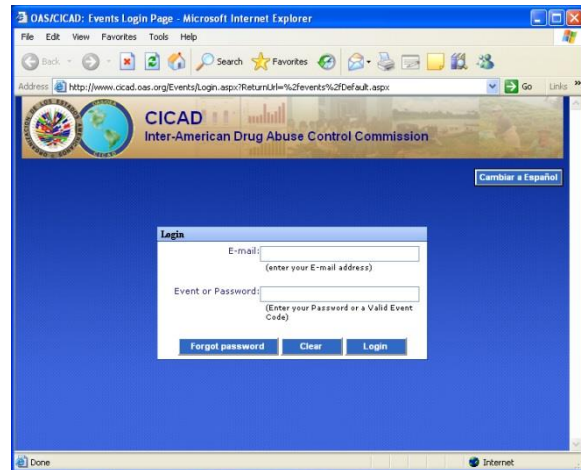 OAS/CICAD: Events Login Page - Microsoft Internet Explorer
File Edit View Favorites Tools Help
Back Search Favorites
Address http://www.cicad.oas.org/Events/Login.aspx?ReturnUrl=%2fevents%2fDefault.aspx Go Links »
CICAD
Inter-American Drug Abuse Control Commission
Cambiar a Español
Login
E-mail:
(enter your E-mail address)
Event or Password:
(Enter your Password or a Valid Event
Code)
Forgot password Clear Login
Done Internet